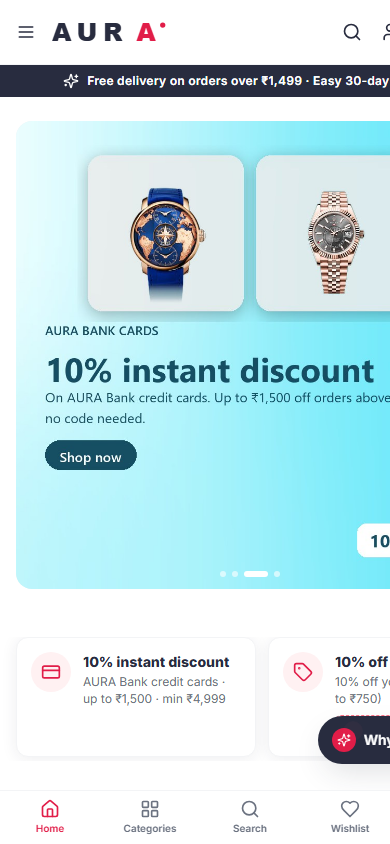 AURA
Free delivery on orders over ₹1,499 · Easy 30-day
AURA BANK CARDS
10% instant discount
On AURA Bank credit cards. Up to ₹1,500 off orders above
no code needed.
Shop now
10
10% instant discount
AURA Bank credit cards ·
up to ₹1,500 · min ₹4,999
10% off
10% off yo
to ₹750)
Why
Home
Categories
Search
Wishlist